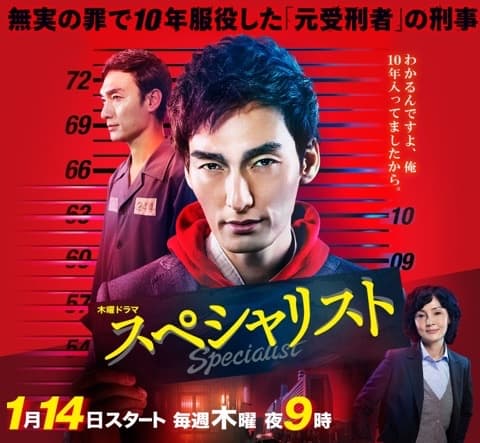 無実の罪で10年服役した「元受刑者」の刑事
わかるんですよ、俺
10年入ってましたから。
72
69
66
63
60
57
54
10
09
木曜ドラマ
スペシャリスト
Specialist
1月14日スタート 毎週木曜 夜9時